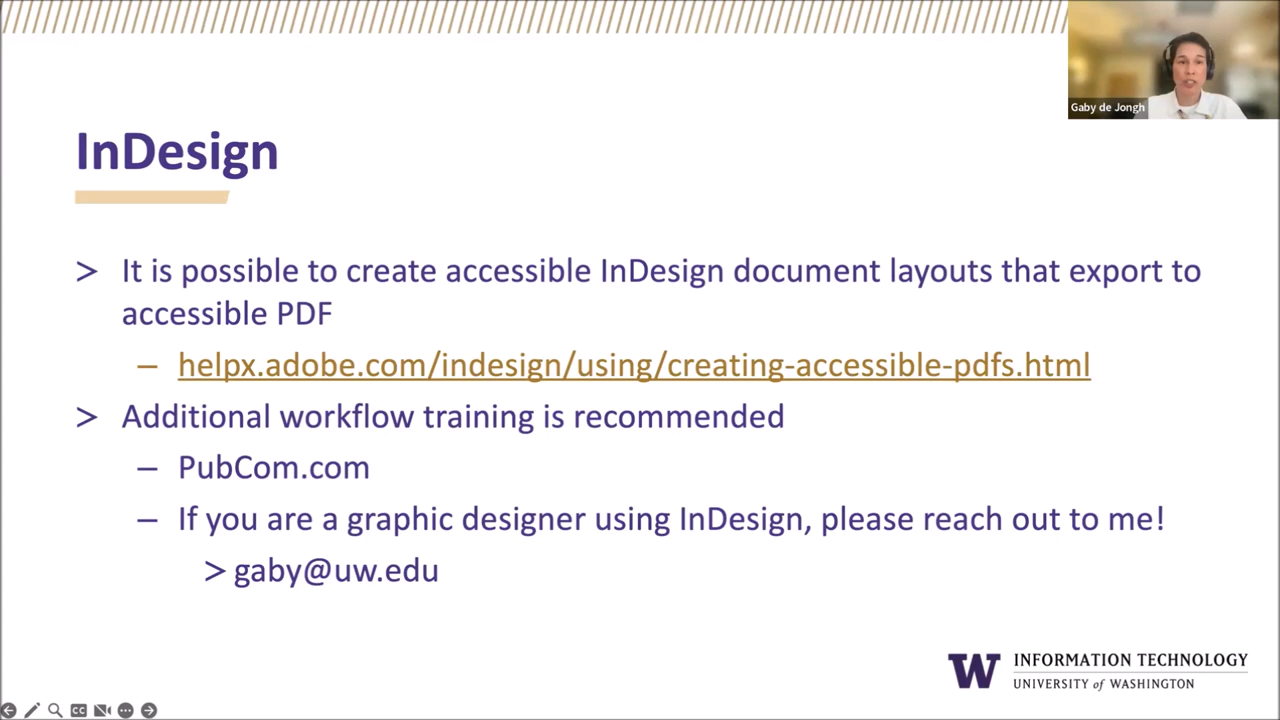 Gaby de Jongh
InDesign
> It is possible to create accessible InDesign document layouts that export to
accessible PDF
– helpx.adobe.com/indesign/using/creating-accessible-pdfs.html
> Additional workflow training is recommended
– PubCom.com
– If you are a graphic designer using InDesign, please reach out to me!
> gaby@uw.edu
W INFORMATION TECHNOLOGY
UNIVERSITY of WASHINGTON
CC